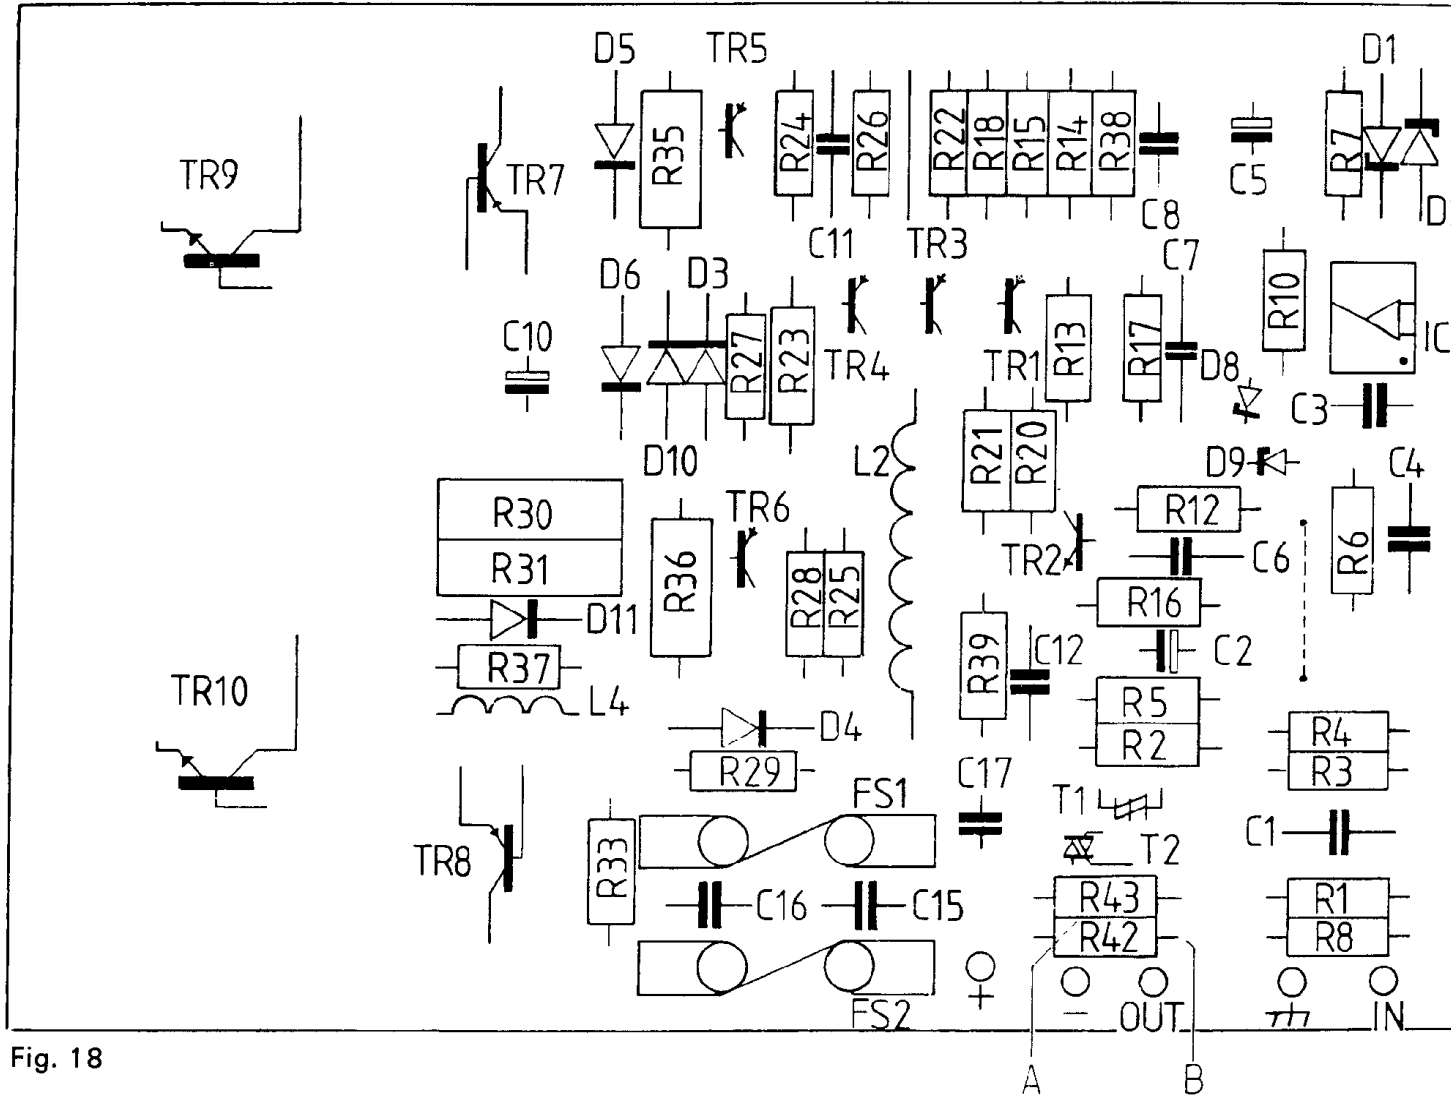 D5 TR5 D1
TR9 TR7 R35 R24 R26 R22 R18 R15 R14 R38 C5 R7
C11 TR3 C8 D
D6 D3 C7
C10 R27 R23 TR4 TR1 R13 R17 D8 R10 IC
C3
D10 L2 R21 R20 D9 C4
R30 TR6 R12
R31 R36 R28 R25 TR2 C6 R6
D11 R16
R37 R39 C12 C2
TR10 L4 D4 R5 R4
R29 R2 R3
C17
FS1 T1
TR8 R33 T2 C1
C16 C15 R43 R1
R42 R8
+ −
FS2 OUT IN
Fig. 18
A B